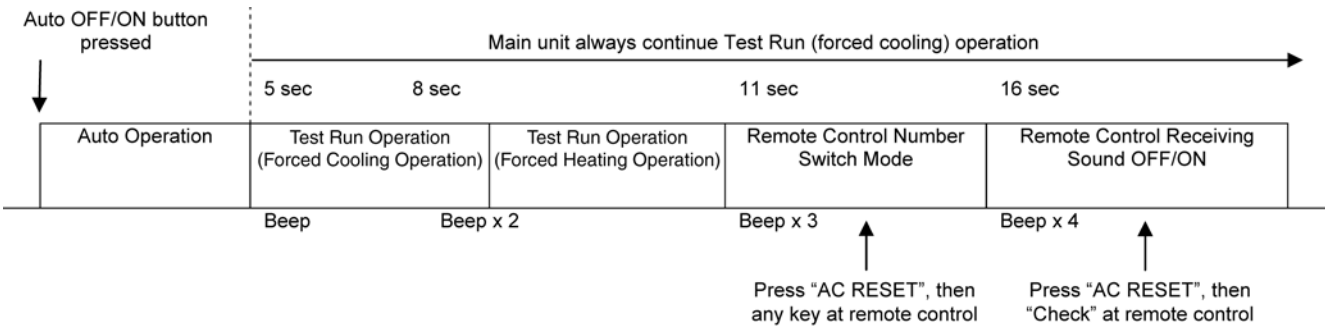 Auto OFF/ON button
pressed
Main unit always continue Test Run (forced cooling) operation
5 sec
8 sec
11 sec
16 sec
Auto Operation
Test Run Operation
(Forced Cooling Operation)
Test Run Operation
(Forced Heating Operation)
Remote Control Number
Switch Mode
Remote Control Receiving
Sound OFF/ON
Beep
Beep x 2
Beep x 3
Beep x 4
Press “AC RESET”, then
any key at remote control
Press “AC RESET”, then
“Check” at remote control